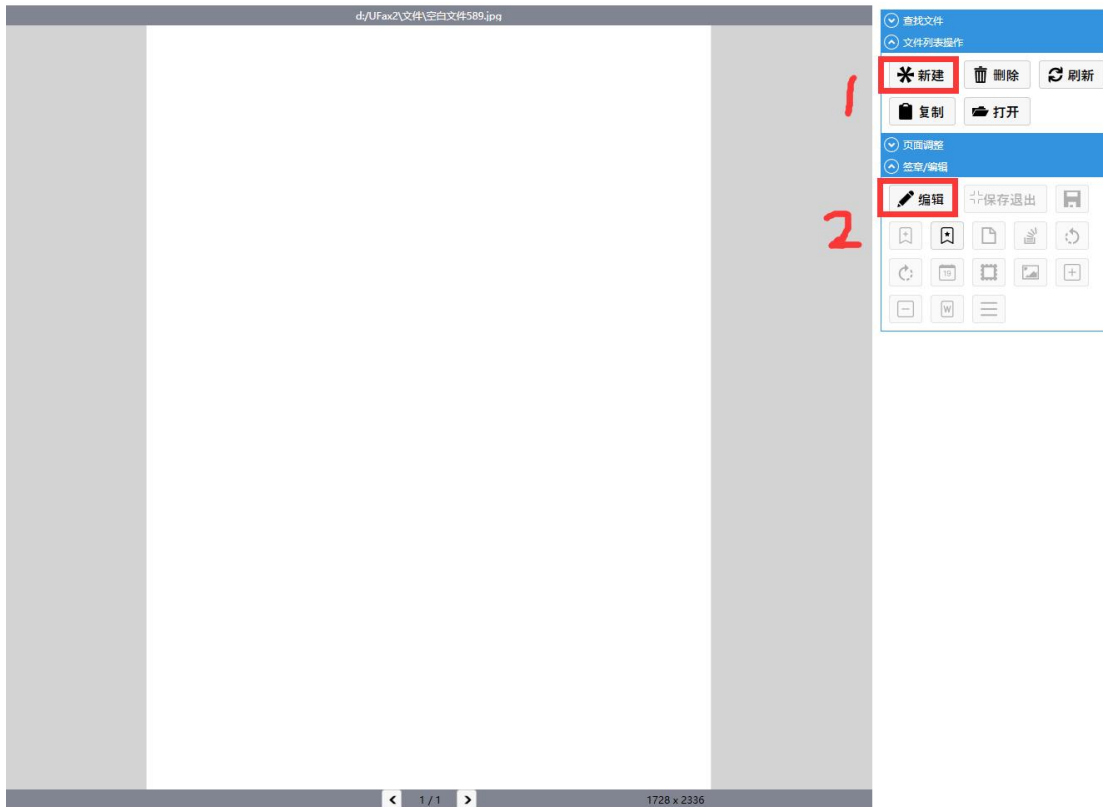 d:/UFax2\文件\空白文件589.jpg
查找文件
文件列表操作
新建 删除 刷新
1
复制 打开
页面调整
签章/编辑
编辑 保存退出
2
19
W
1 / 1
1728 x 2336